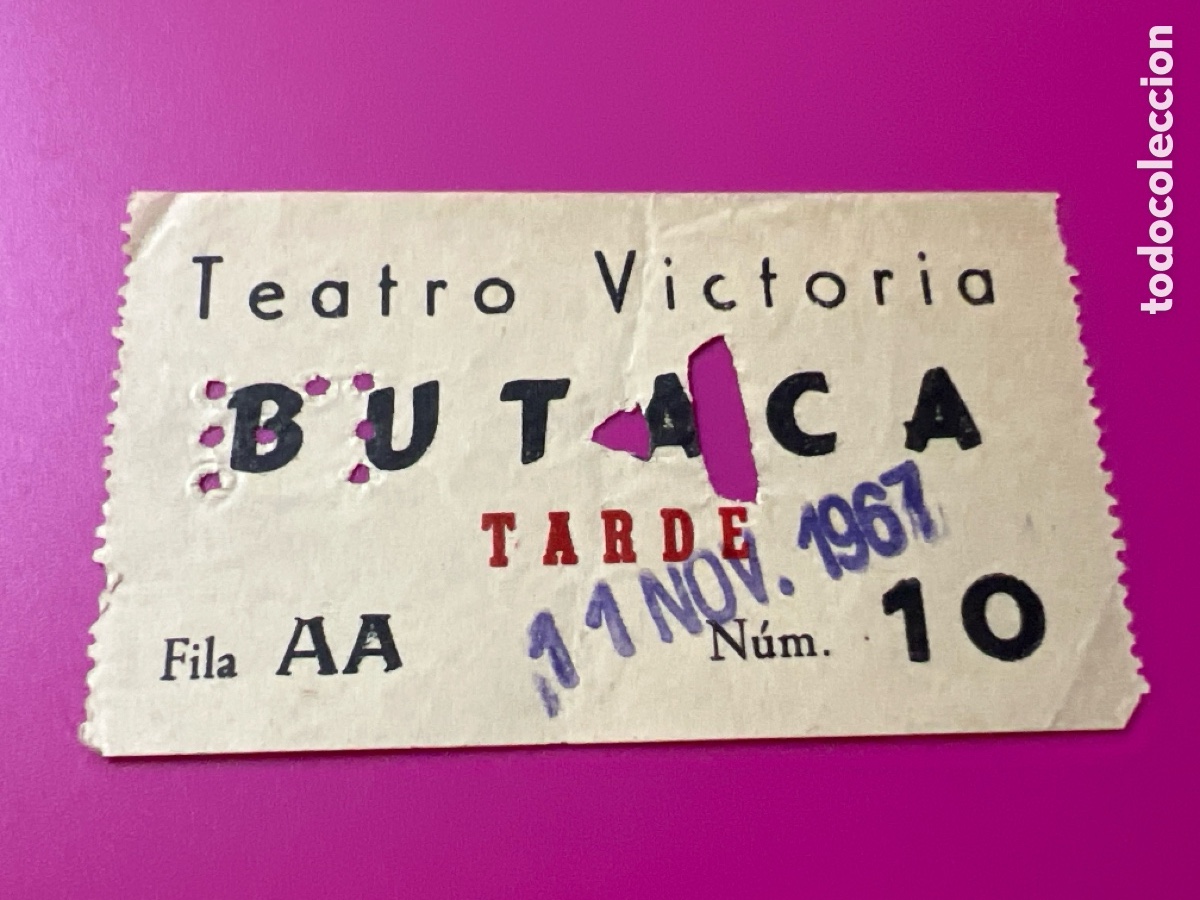 Teatro Victoria
BUTACA
TARDE
11 NOV. 1967
Fila AA Núm. 10
todocoleccion